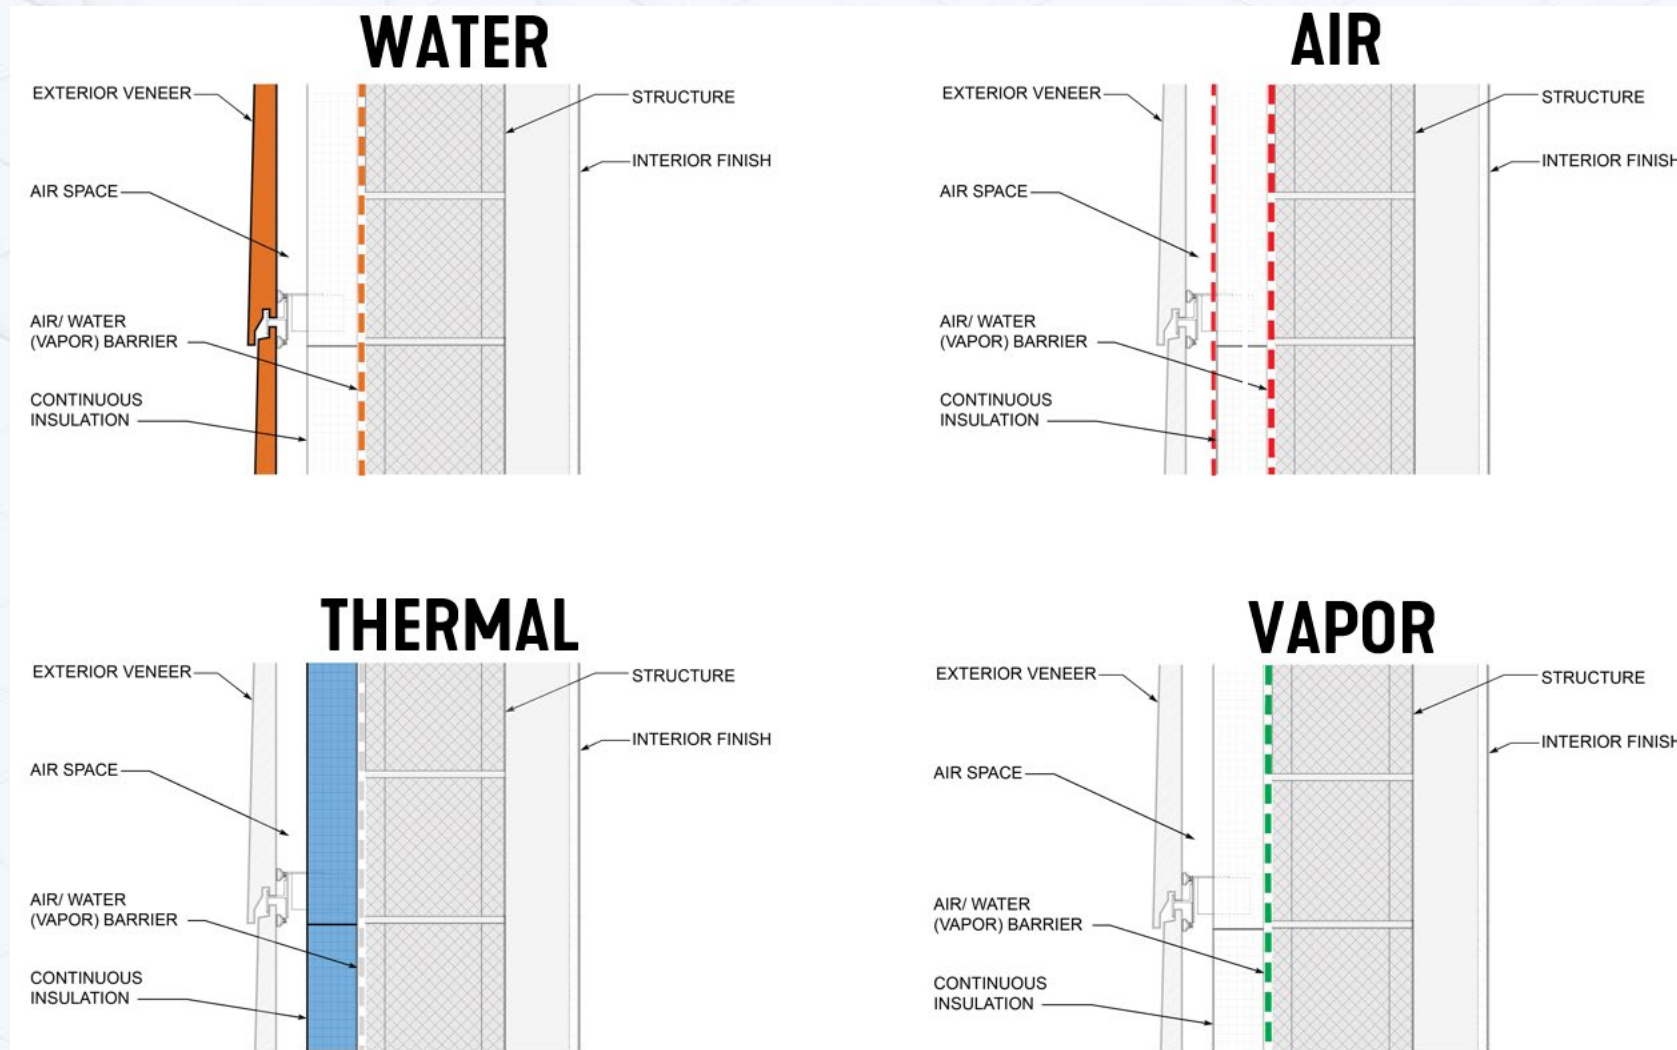 WATER
EXTERIOR VENEER
STRUCTURE
INTERIOR FINISH
AIR SPACE
AIR/ WATER
(VAPOR) BARRIER
CONTINUOUS
INSULATION
AIR
EXTERIOR VENEER
STRUCTURE
INTERIOR FINISH
AIR SPACE
AIR/ WATER
(VAPOR) BARRIER
CONTINUOUS
INSULATION
THERMAL
EXTERIOR VENEER
STRUCTURE
INTERIOR FINISH
AIR SPACE
AIR/ WATER
(VAPOR) BARRIER
CONTINUOUS
INSULATION
VAPOR
EXTERIOR VENEER
STRUCTURE
INTERIOR FINISH
AIR SPACE
AIR/ WATER
(VAPOR) BARRIER
CONTINUOUS
INSULATION